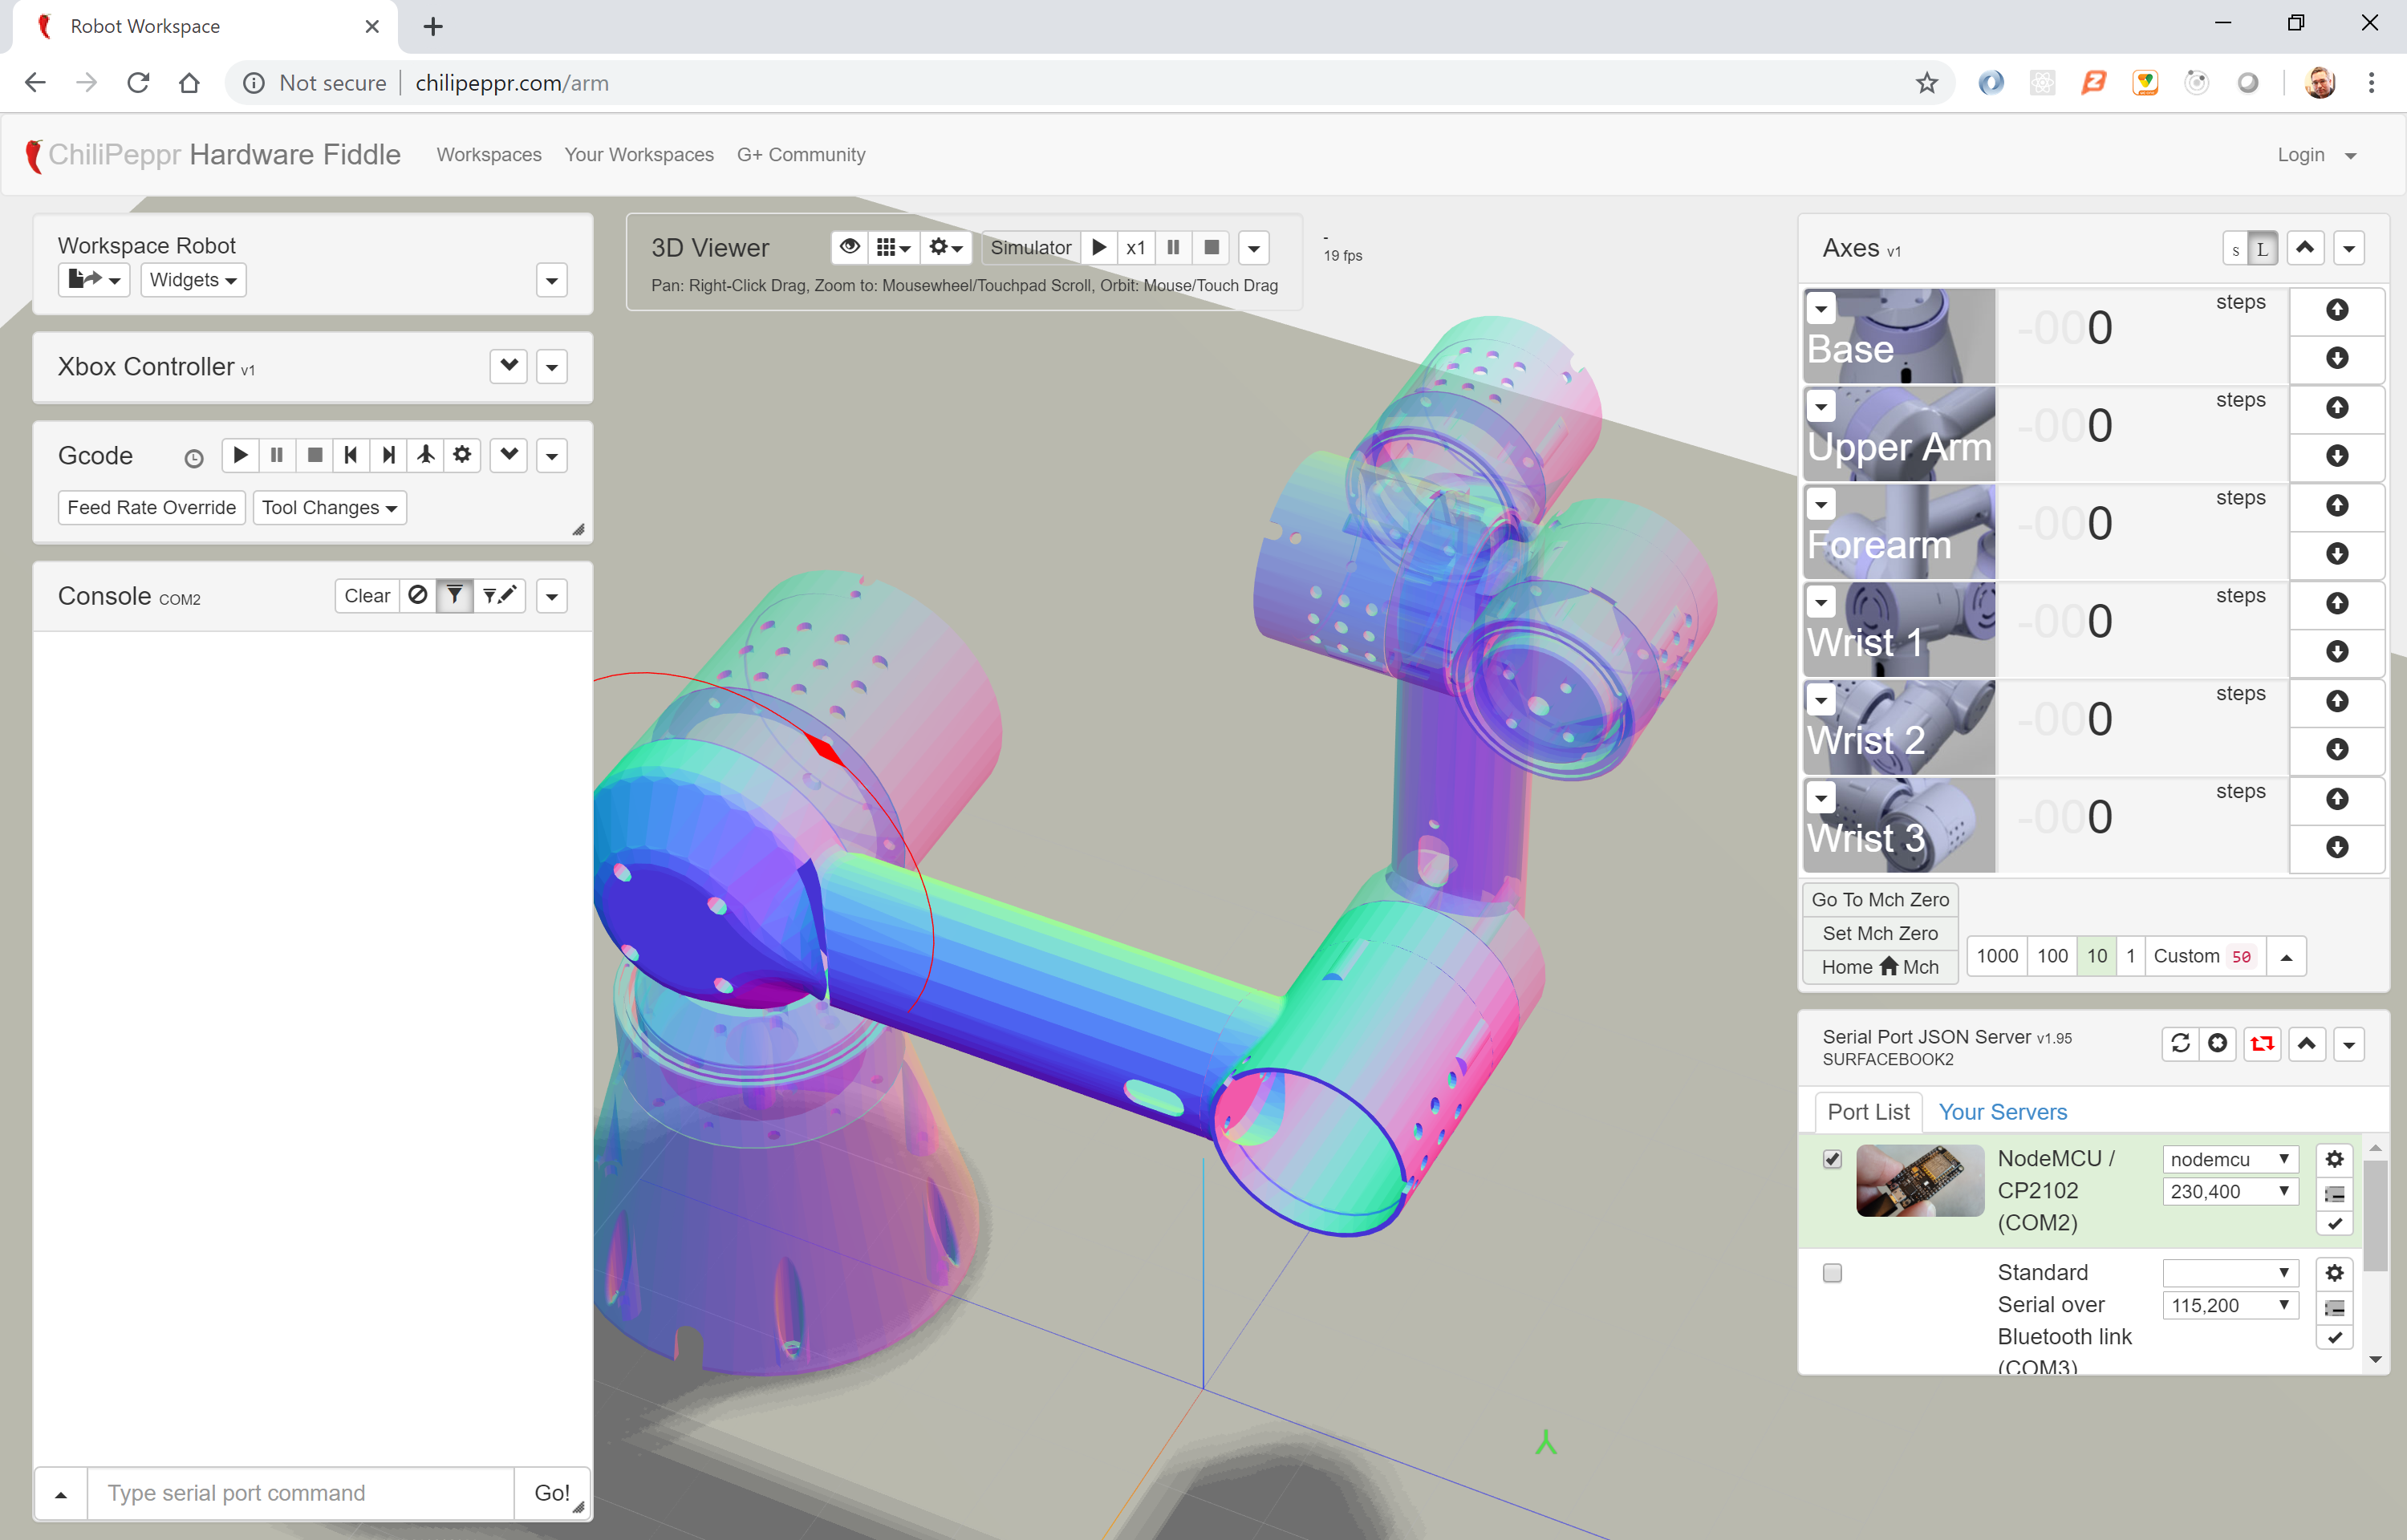 Robot Workspace
Not secure
chilipeppr.com/arm
ChiliPeppr Hardware Fiddle
Workspaces
Your Workspaces
G+ Community
Login
Workspace Robot
Widgets
Xbox Controller v1
Gcode
Feed Rate Override
Tool Changes
Console COM2
Clear
Type serial port command
Go!
3D Viewer
Simulator
x1
Pan: Right-Click Drag, Zoom to: Mousewheel/Touchpad Scroll, Orbit: Mouse/Touch Drag
-
19 fps
Axes v1
s
L
Base
-000
steps
Upper Arm
-000
steps
Forearm
-000
steps
Wrist 1
-000
steps
Wrist 2
-000
steps
Wrist 3
-000
steps
Go To Mch Zero
Set Mch Zero
Home Mch
1000
100
10
1
Custom 50
Serial Port JSON Server v1.95
SURFACEBOOK2
Port List
Your Servers
NodeMCU /
CP2102
(COM2)
nodemcu
230,400
Standard
Serial over
Bluetooth link
(COM3)
115,200